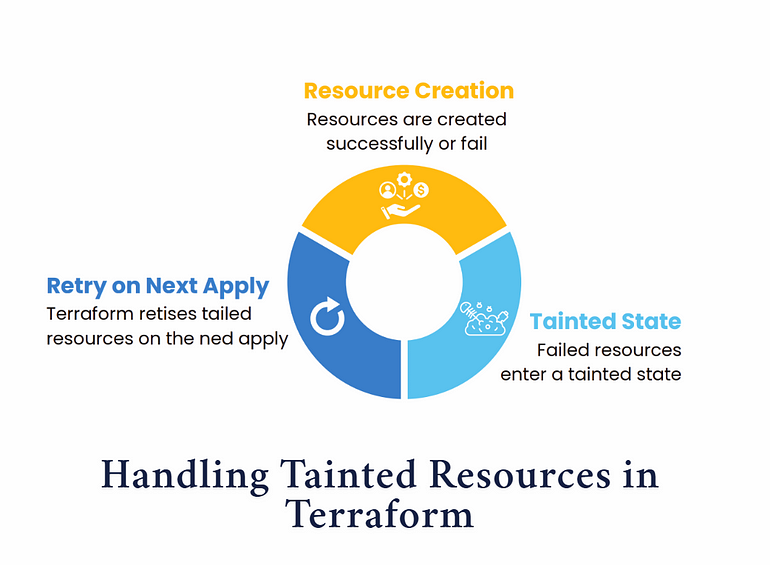 Resource Creation
Resources are created
successfully or fail
Retry on Next Apply
Terraform retises tailed
resources on the ned apply
Tainted State
Failed resources
enter a tainted state
Handling Tainted Resources in
Terraform